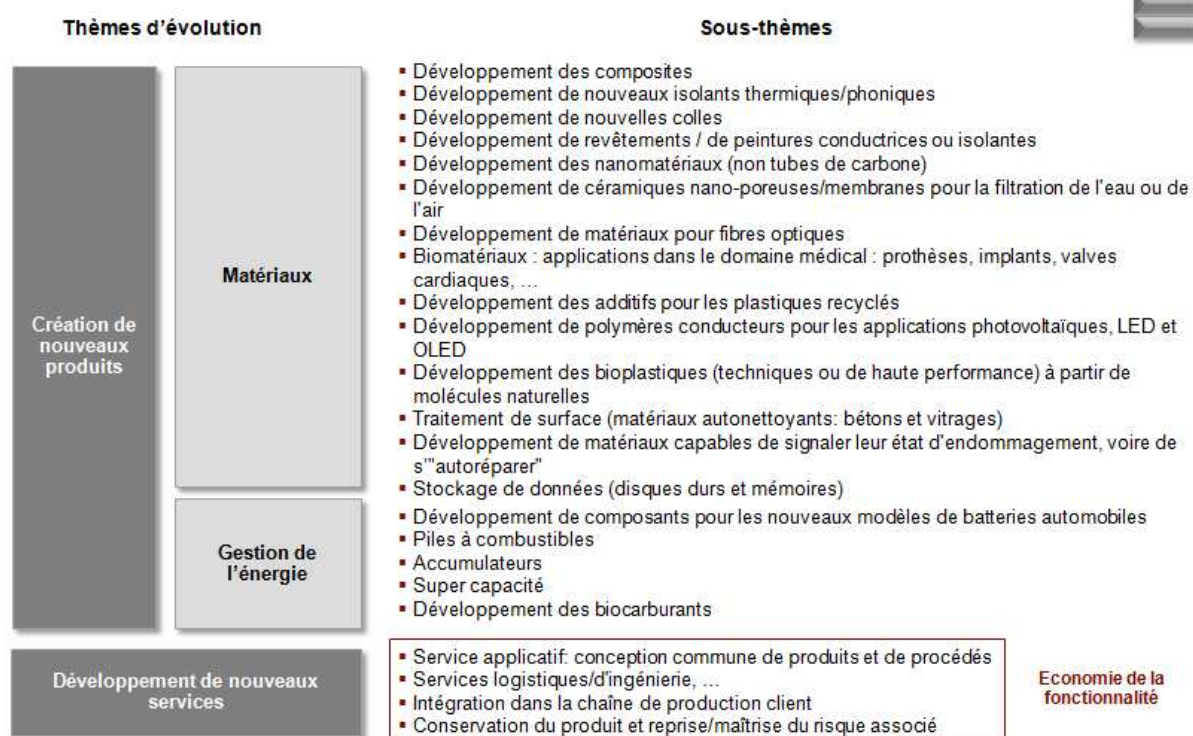 Thèmes d'évolution
Sous-thèmes
Création de
nouveaux
produits
Matériaux
▪ Développement des composites
▪ Développement de nouveaux isolants thermiques/phoniques
▪ Développement de nouvelles colles
▪ Développement de revêtements / de peintures conductrices ou isolantes
▪ Développement des nanomatériaux (non tubes de carbone)
▪ Développement de céramiques nano-poreuses/membranes pour la filtration de l'eau ou de
l'air
▪ Développement de matériaux pour fibres optiques
▪ Biomatériaux : applications dans le domaine médical : prothèses, implants, valves
cardiaques, ...
▪ Développement des additifs pour les plastiques recyclés
▪ Développement de polymères conducteurs pour les applications photovoltaïques, LED et
OLED
▪ Développement des bioplastiques (techniques ou de haute performance) à partir de
molécules naturelles
▪ Traitement de surface (matériaux autonettoyants: bétons et vitrages)
▪ Développement de matériaux capables de signaler leur état d'endommagement, voire de
s'"autoréparer"
▪ Stockage de données (disques durs et mémoires)
Gestion de
l'énergie
▪ Développement de composants pour les nouveaux modèles de batteries automobiles
▪ Piles à combustibles
▪ Accumulateurs
▪ Super capacité
▪ Développement des biocarburants
Développement de nouveaux
services
▪ Service applicatif: conception commune de produits et de procédés
▪ Services logistiques/d'ingénierie, ...
▪ Intégration dans la chaîne de production client
▪ Conservation du produit et reprise/maîtrise du risque associé
Economie de la
fonctionnalité